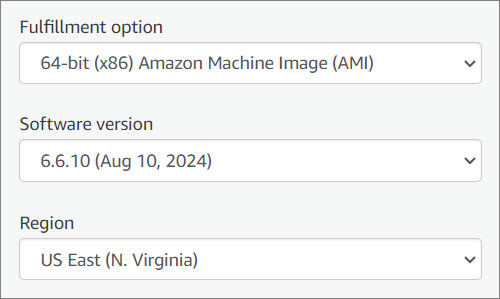 Fulfillment option
64-bit (x86) Amazon Machine Image (AMI)
Software version
6.6.10 (Aug 10, 2024)
Region
US East (N. Virginia)